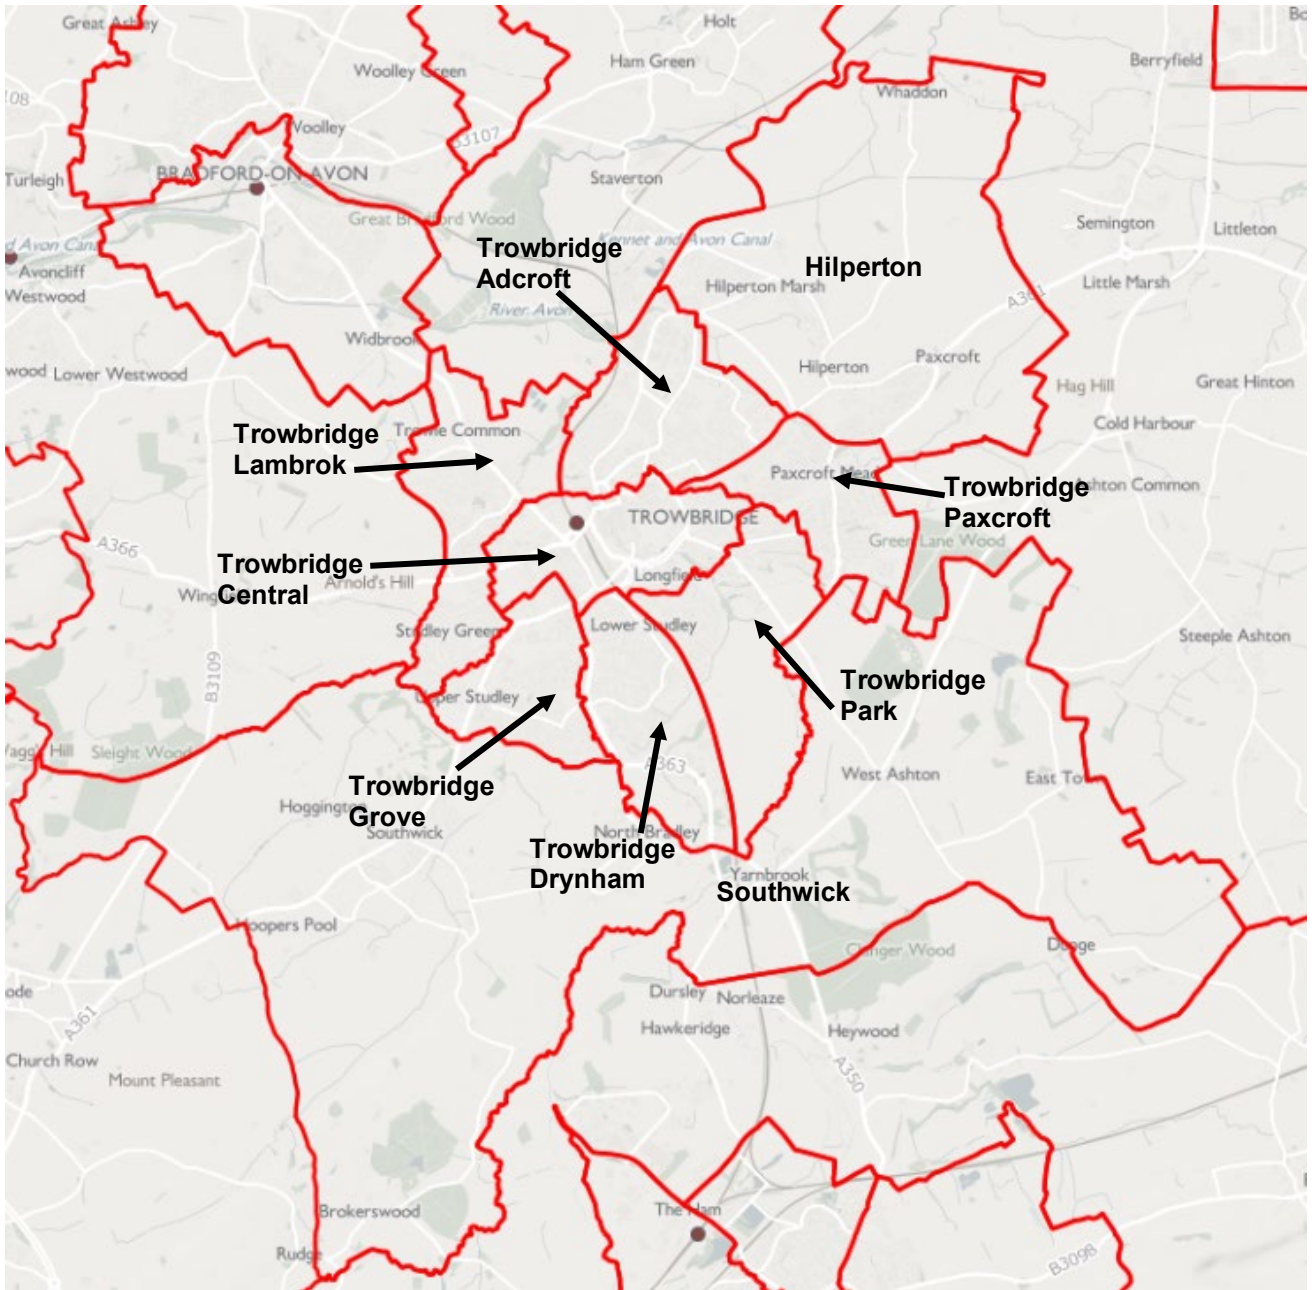 Great Ashley
Holt
Woolley Green
Ham Green
Berryfield
Whaddon
Woolley
B3107
BRADFORD-ON-AVON
Turleigh
Staverton
Great Bradford Wood
Semington
Littleton
Kennet and Avon Canal
Trowbridge
Adcroft
Hilperton
Avoncliff
Westwood
Hilperton Marsh
A361
Little Marsh
River Avon
Widbrook
Lower Westwood
Hilperton
Paxcroft
Hag Hill
Great Hinton
Trowbridge
Lambrok
Trowle Common
Cold Harbour
Paxcroft Mead
Trowbridge
Paxcroft
Ashton Common
TROWBRIDGE
A366
Green Lane Wood
Trowbridge
Central
Arnold's Hill
Longfield
Studley Green
Lower Studley
Steeple Ashton
B3109
Upper Studley
Trowbridge
Park
Sleight Wood
A363
West Ashton
Trowbridge
Grove
Hoggington
Southwick
North Bradley
Trowbridge
Drynham
Yarnbrook
Southwick
Hoopers Pool
Clanger Wood
Dursley
Norleaze
Hawkeridge
Heywood
A361
Church Row
Mount Pleasant
A350
Brokerswood
The Ham
Rudge
B3098